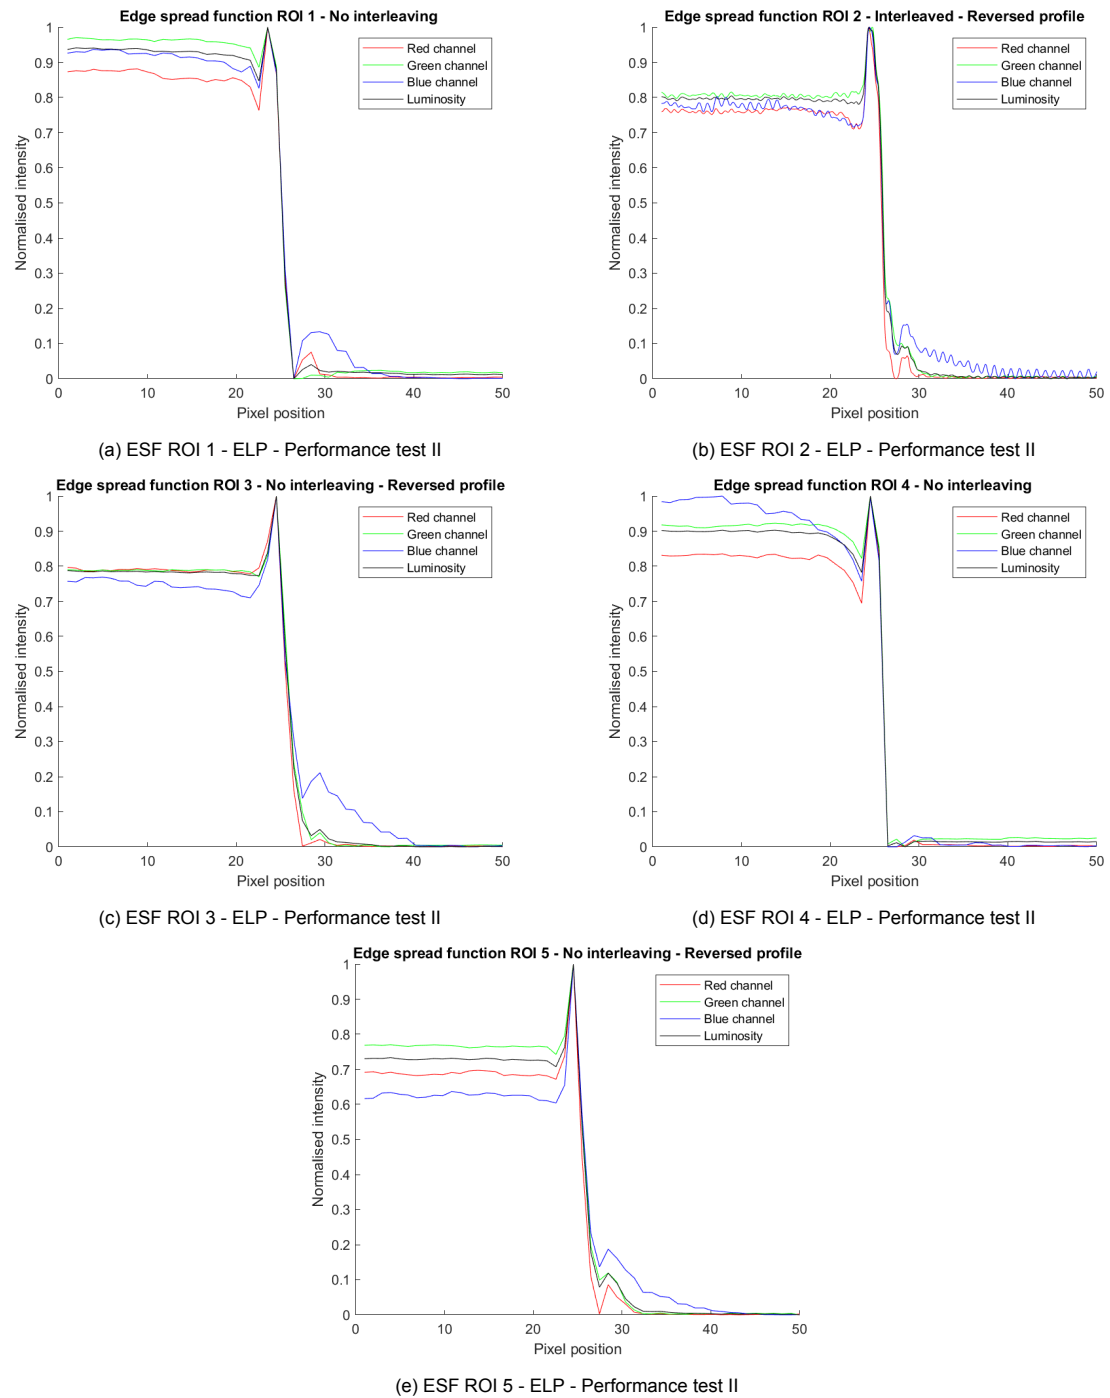 Edge spread function ROI 1 - No interleaving
1
0.9
0.8
0.7
0.6
0.5
0.4
0.3
0.2
0.1
0
Normalised intensity
Red channel
Green channel
Blue channel
Luminosity
0 10 20 30 40 50
Pixel position
(a) ESF ROI 1 - ELP - Performance test II
Edge spread function ROI 2 - Interleaved - Reversed profile
1
0.9
0.8
0.7
0.6
0.5
0.4
0.3
0.2
0.1
0
Normalised intensity
Red channel
Green channel
Blue channel
Luminosity
0 10 20 30 40 50
Pixel position
(b) ESF ROI 2 - ELP - Performance test II
Edge spread function ROI 3 - No interleaving - Reversed profile
1
0.9
0.8
0.7
0.6
0.5
0.4
0.3
0.2
0.1
0
Normalised intensity
Red channel
Green channel
Blue channel
Luminosity
0 10 20 30 40 50
Pixel position
(c) ESF ROI 3 - ELP - Performance test II
Edge spread function ROI 4 - No interleaving
1
0.9
0.8
0.7
0.6
0.5
0.4
0.3
0.2
0.1
0
Normalised intensity
Red channel
Green channel
Blue channel
Luminosity
0 10 20 30 40 50
Pixel position
(d) ESF ROI 4 - ELP - Performance test II
Edge spread function ROI 5 - No interleaving - Reversed profile
1
0.9
0.8
0.7
0.6
0.5
0.4
0.3
0.2
0.1
0
Normalised intensity
Red channel
Green channel
Blue channel
Luminosity
0 10 20 30 40 50
Pixel position
(e) ESF ROI 5 - ELP - Performance test II